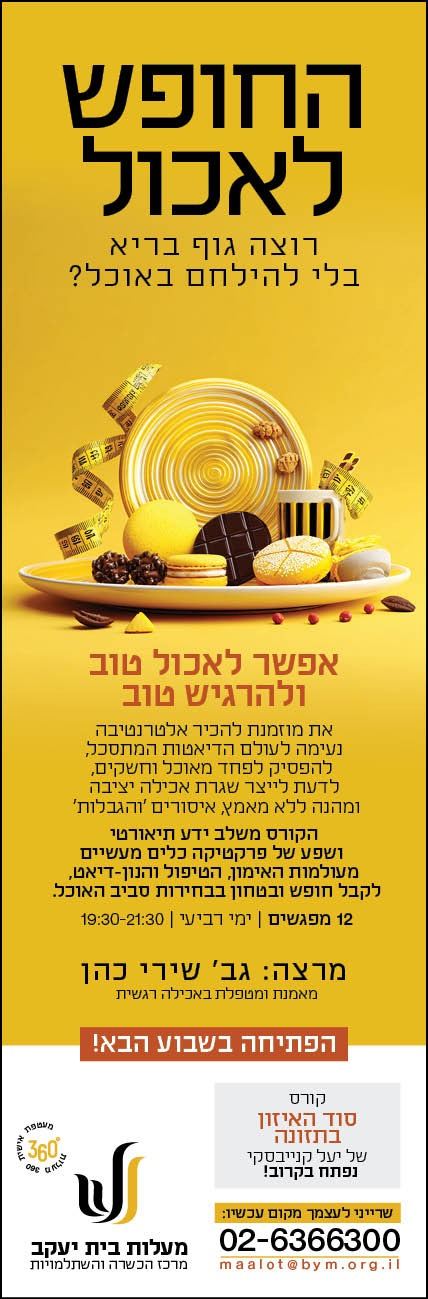 החופש
לאכול
רוצה גוף בריא
בלי להילחם באוכל?
אפשר לאכול טוב
ולהרגיש טוב
את מוזמנת להכיר אלטרנטיבה
נעימה לעולם הדיאטות המתסכל,
להפסיק לפחד מאוכל וחשקים,
לדעת לייצר שגרת אכילה יציבה
ומהנה ללא מאמץ, איסורים 'והגבלות'
הקורס משלב ידע תיאורטי
ושפע של פרקטיקה כלים מעשיים
מעולמות האימון, הטיפול והנון-דיאט,
לקבל חופש ובטחון בבחירות סביב האוכל.
12 מפגשים | ימי רביעי | 19:30-21:30
מרצה: גב' שירי כהן
מאמנת ומטפלת באכילה רגשית
הפתיחה בשבוע הבא!
קורס
סוד האיזון
בתזונה
של יעל קנייבסקי
נפתח בקרוב!
שרייני לעצמך מקום עכשיו:
02-6366300
maalot@bym.org.il
מעטפת אישית
360°
מעלות 360
מעלות בית יעקב
מרכז הכשרה והשתלמויות